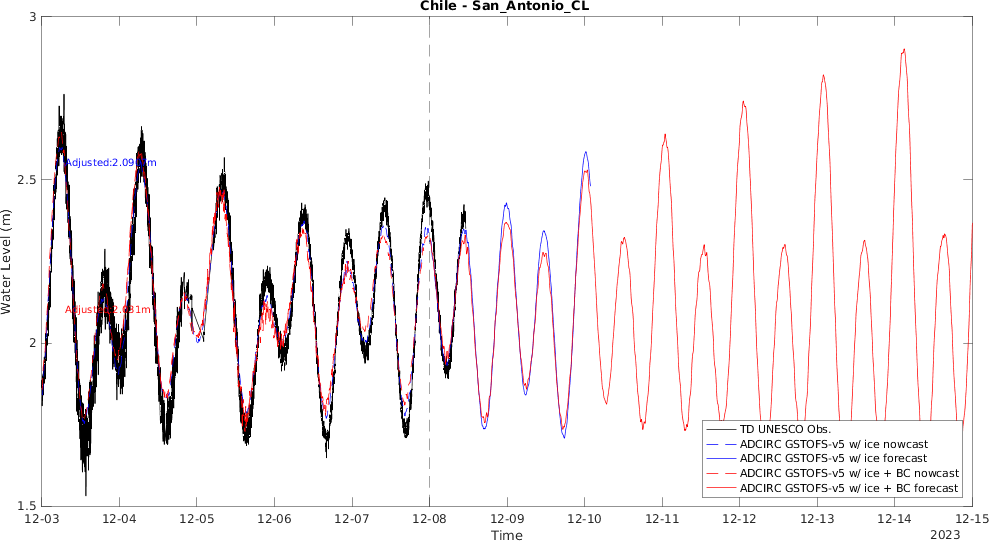 Chile - San_Antonio_CL
Water Level (m)
3
2.5
2
1.5
Adjusted:
Adjusted:
12-03
12-04
12-05
12-06
12-07
12-08
12-09
12-10
12-11
12-12
12-13
12-14
12-15
Time
2023
TD UNESCO Obs.
ADCIRC GSTOFS-v5 w/ ice nowcast
ADCIRC GSTOFS-v5 w/ ice forecast
ADCIRC GSTOFS-v5 w/ ice + BC nowcast
ADCIRC GSTOFS-v5 w/ ice + BC forecast